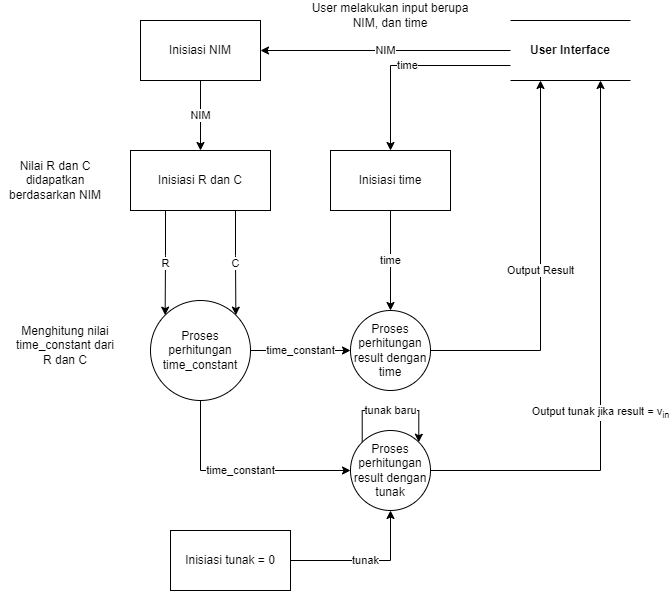 User melakukan input berupa
NIM, dan time
Inisiasi NIM
NIM
User Interface
time
NIM
Nilai R dan C
didapatkan
berdasarkan NIM
Inisiasi R dan C
Inisiasi time
R
C
time
Output Result
Menghitung nilai
time_constant dari
R dan C
Proses
perhitungan
time_constant
time_constant
Proses
perhitungan
result dengan
time
tunak baru
Output tunak jika result = vin
Proses
perhitungan
result dengan
tunak
time_constant
Inisiasi tunak = 0
tunak